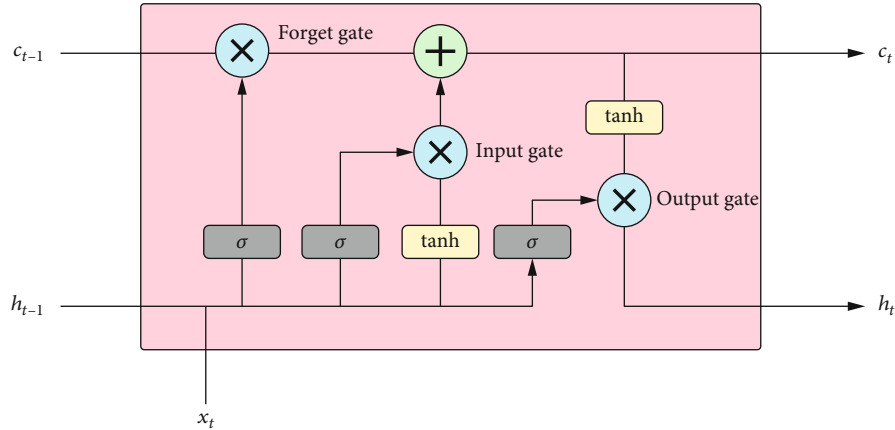 Forget gate
c_{t–1}
c_t
tanh
Input gate
Output gate
σ
σ
tanh
σ
h_{t–1}
h_t
x_t